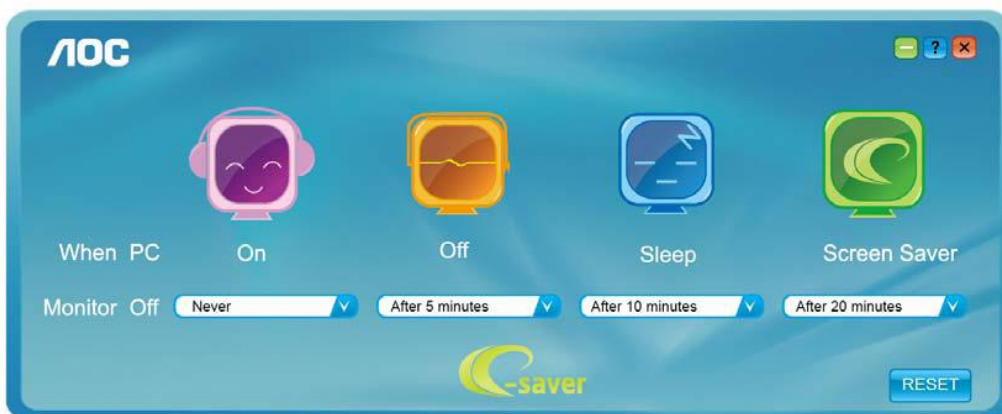 AOC
?
When PC On Off Sleep Screen Saver
Monitor Off Never After 5 minutes After 10 minutes After 20 minutes
e-saver
RESET